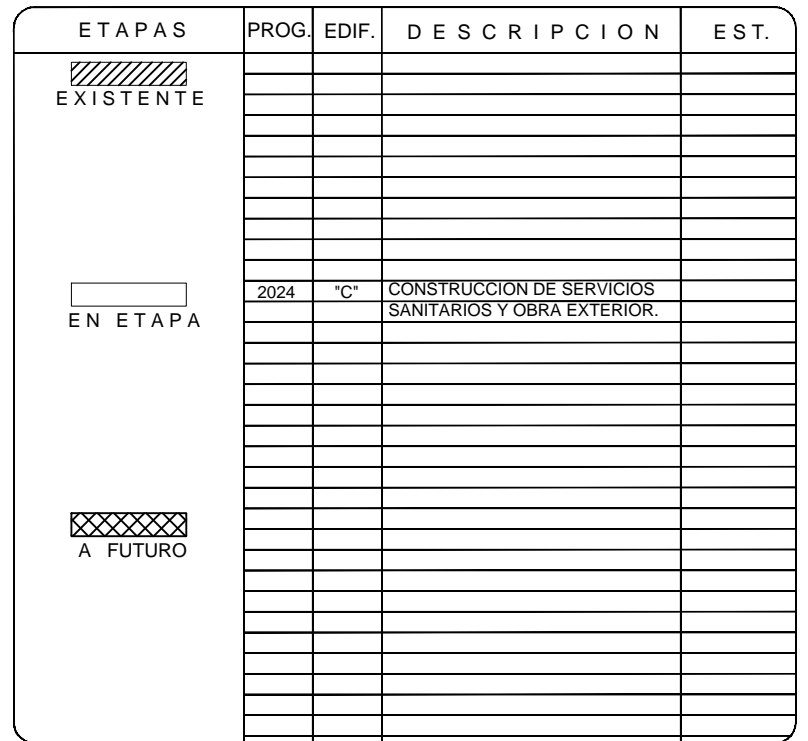 ETAPAS PROG. EDIF. DESCRIPCION EST.
EXISTENTE
2024 "C" CONSTRUCCION DE SERVICIOS
SANITARIOS Y OBRA EXTERIOR.
EN ETAPA
A FUTURO